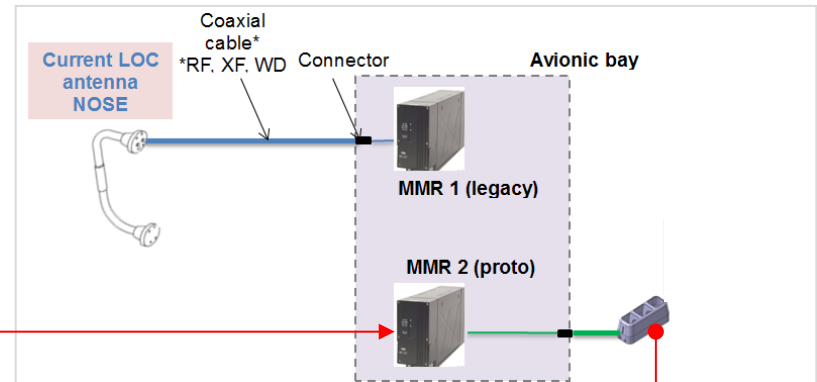 Coaxial
cable*
*RF, XF, WD
Connector
Current LOC
antenna
NOSE
Avionic bay
MMR 1 (legacy)
MMR 2 (proto)